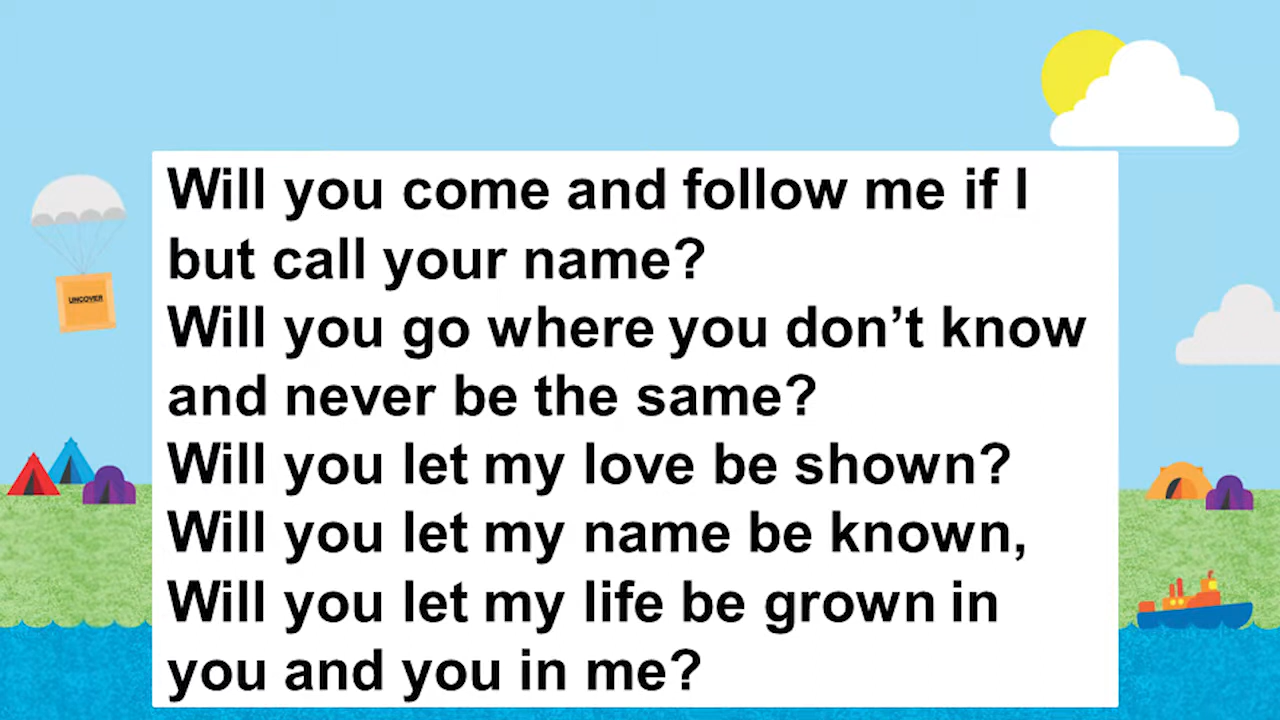 Will you come and follow me if I
but call your name?
Will you go where you don’t know
and never be the same?
Will you let my love be shown?
Will you let my name be known,
Will you let my life be grown in
you and you in me?
UNCOVER